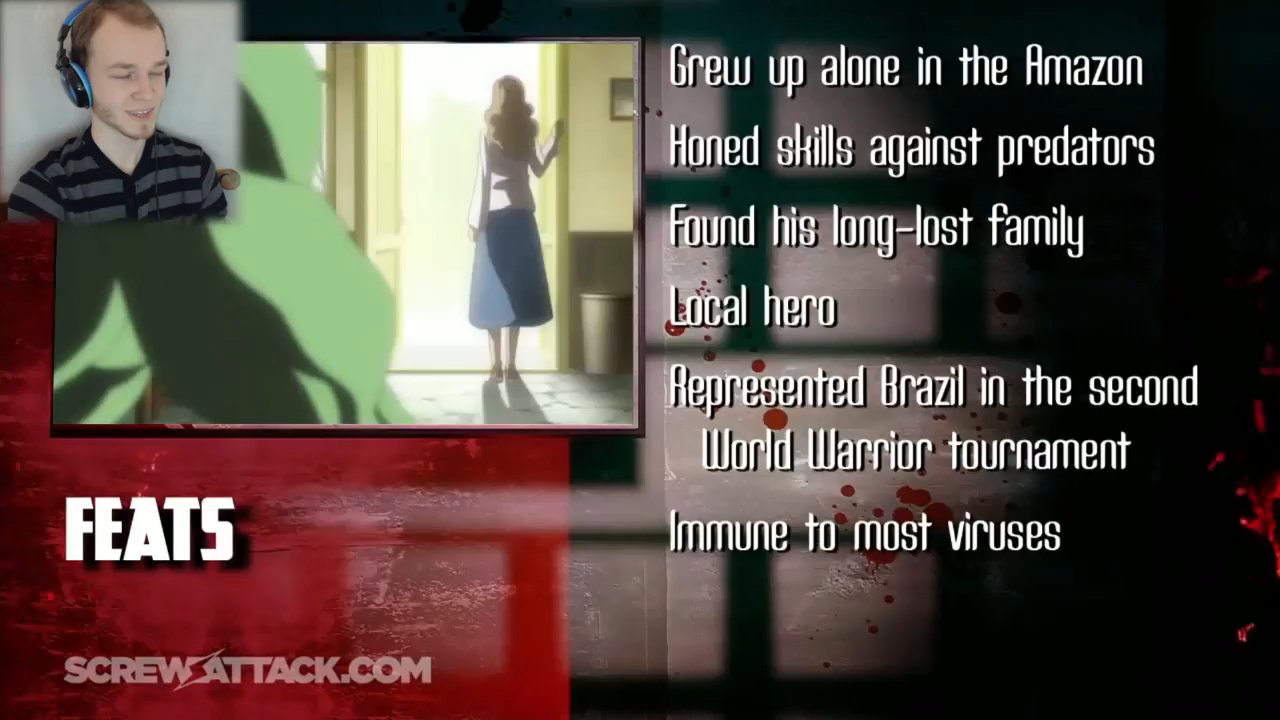 Grew up alone in the Amazon
Honed skills against predators
Found his long-lost family
Local hero
Represented Brazil in the second
World Warrior tournament
Immune to most viruses
FEATS
SCREWATTACK.COM